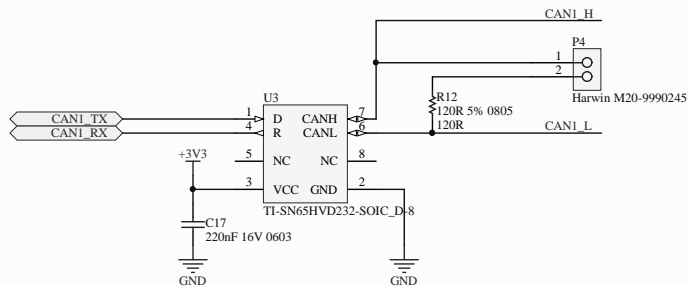 CAN1_H
P4
1
2
Harwin M20-9990245
R12
120R 5% 0805
120R
CAN1_L
U3
CAN1_TX
1 D CANH 7
CAN1_RX
4 R CANL 6
+3V3
5 NC NC 8
3 VCC GND 2
TI-SN65HVD232-SOIC_D-8
C17
220nF 16V 0603
GND
GND